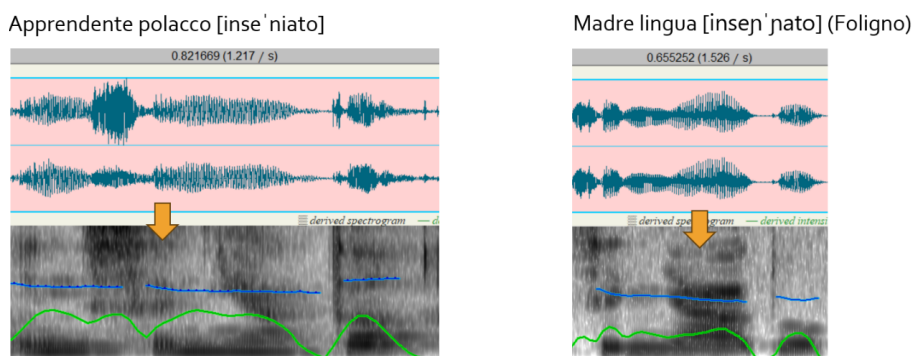 Apprendente polacco [inseˈniato]
Madre lingua [inseɲˈɲato] (Foligno)
0.821669 (1.217 / s)
0.655252 (1.526 / s)
derived spectrogram — de
derived spectrogram — derived intensi